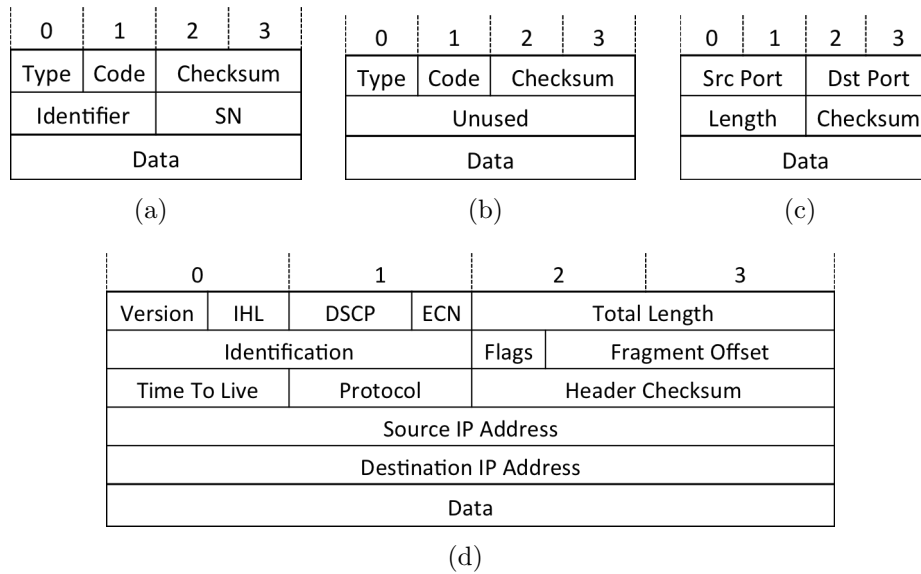 0 1 2 3
Type Code Checksum
Identifier SN
Data
(a)
0 1 2 3
Type Code Checksum
Unused
Data
(b)
0 1 2 3
Src Port Dst Port
Length Checksum
Data
(c)
0 1 2 3
Version IHL DSCP ECN Total Length
Identification Flags Fragment Offset
Time To Live Protocol Header Checksum
Source IP Address
Destination IP Address
Data
(d)